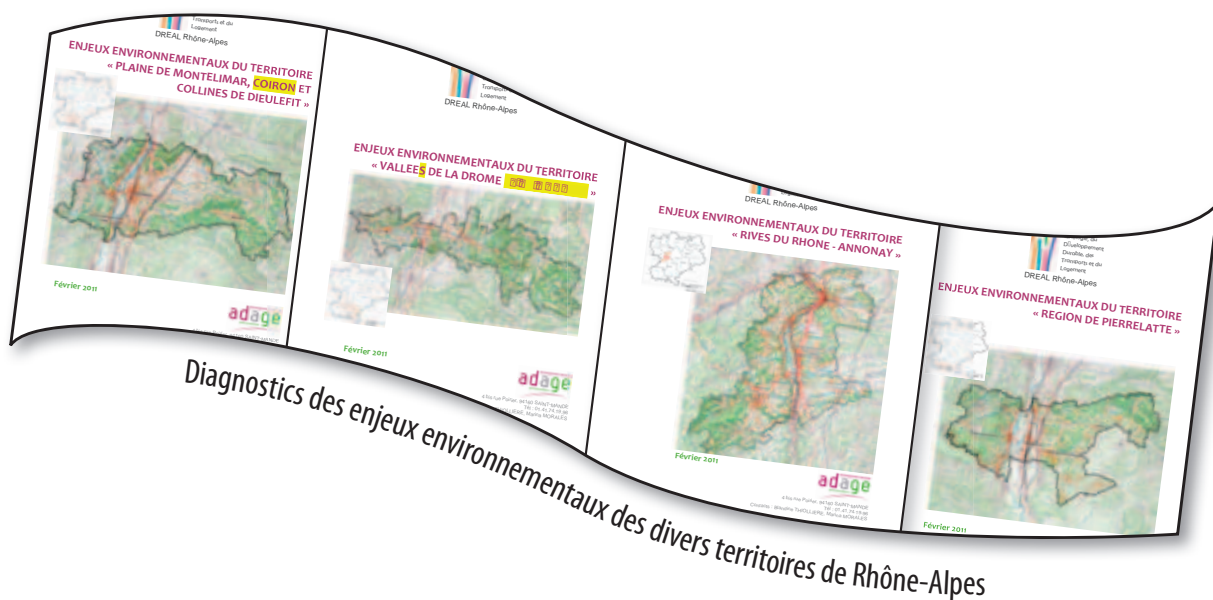 Transports et du
Logement
DREAL Rhône-Alpes
ENJEUX ENVIRONNEMENTAUX DU TERRITOIRE
« PLAINE DE MONTELIMAR, COIRON ET
COLLINES DE DIEULEFIT »
Février 2011
adage
Logement
DREAL Rhône-Alpes
ENJEUX ENVIRONNEMENTAUX DU TERRITOIRE
« VALLEES DE LA DROME »
Février 2011
adage
DREAL Rhône-Alpes
ENJEUX ENVIRONNEMENTAUX DU TERRITOIRE
« RIVES DU RHONE - ANNONAY »
Février 2011
adage
Développement
Durable, des
Transports et du
Logement
DREAL Rhône-Alpes
ENJEUX ENVIRONNEMENTAUX DU TERRITOIRE
« REGION DE PIERRELATTE »
Février 2011
Diagnostics des enjeux environnementaux des divers territoires de Rhône-Alpes